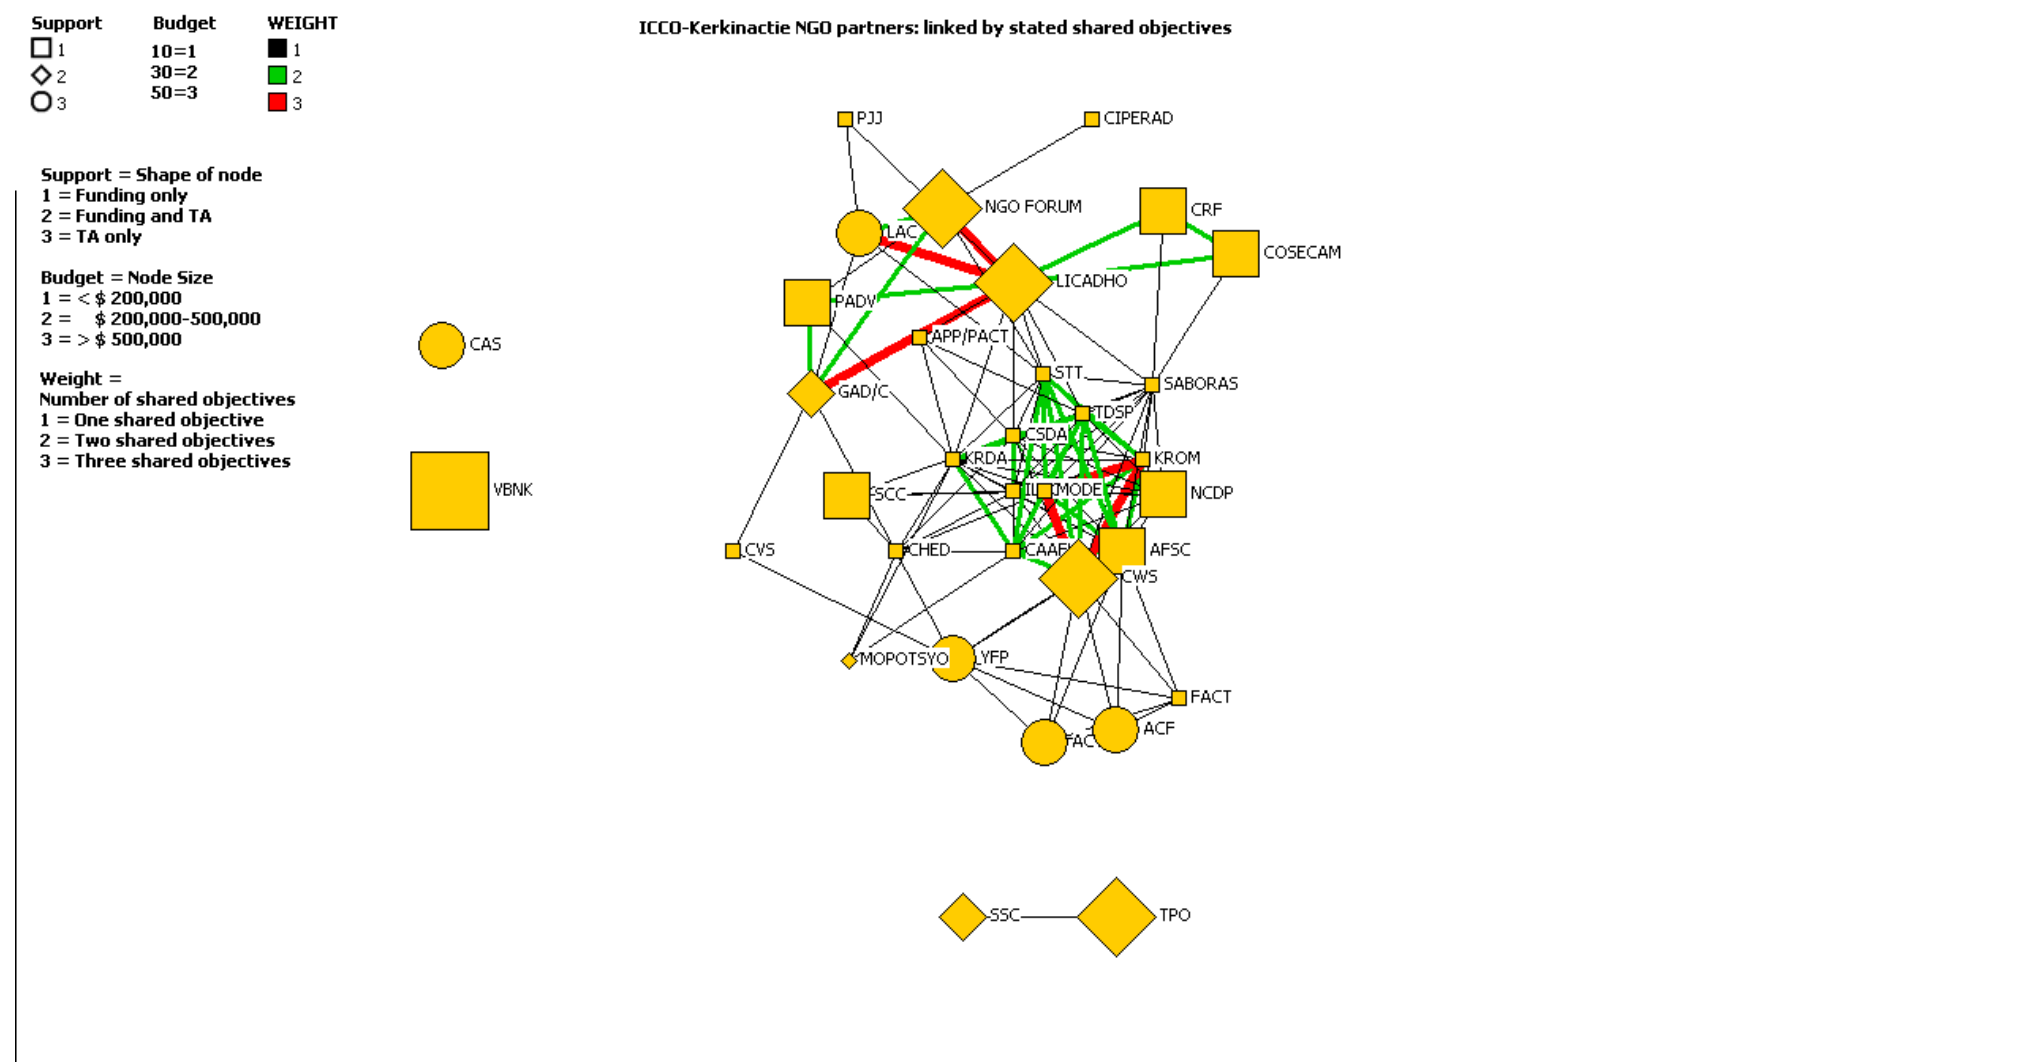 Support Budget WEIGHT
1 10=1 1
2 30=2 2
3 50=3 3
ICCO-Kerkinactie NGO partners: linked by stated shared objectives
Support = Shape of node
1 = Funding only
2 = Funding and TA
3 = TA only
Budget = Node Size
1 = < $ 200,000
2 = $ 200,000-500,000
3 = > $ 500,000
Weight =
Number of shared objectives
1 = One shared objective
2 = Two shared objectives
3 = Three shared objectives
PJJ
CIPERAD
NGO FORUM
CRF
LAC
COSECAM
LICADHO
PADV
APP/PACT
CAS
STT
SABORAS
GAD/C
TDSP
CSDA
KRDA
KROM
VBNK
SCC
MODE
NCDP
CVS
CHED
AFSC
CWS
MOPOTSYO
YFP
FACT
ACF
SSC
TPO